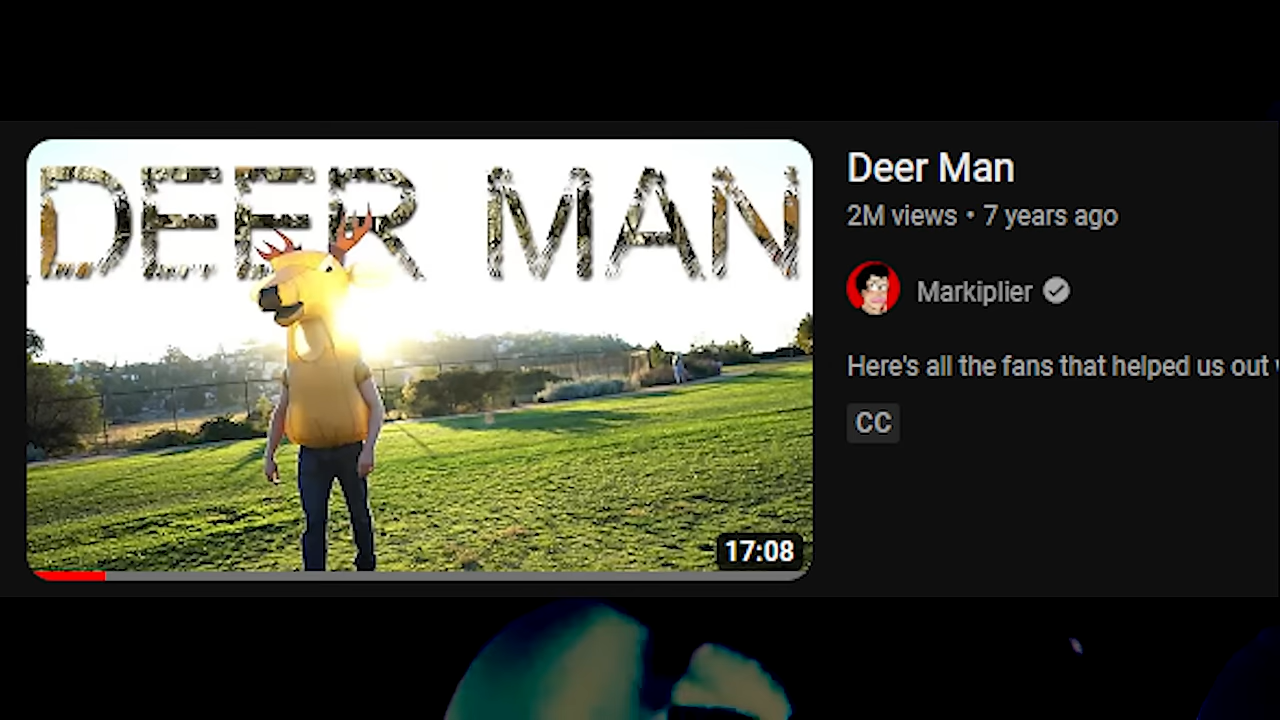 DEER MAN
17:08
Deer Man
2M views • 7 years ago
Markiplier
Here's all the fans that helped us out
CC